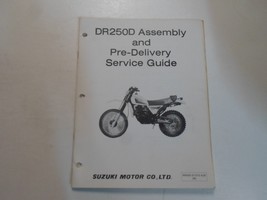 DR250D Assembly
and
Pre-Delivery
Service Guide
SUZUKI MOTOR CO.,LTD.